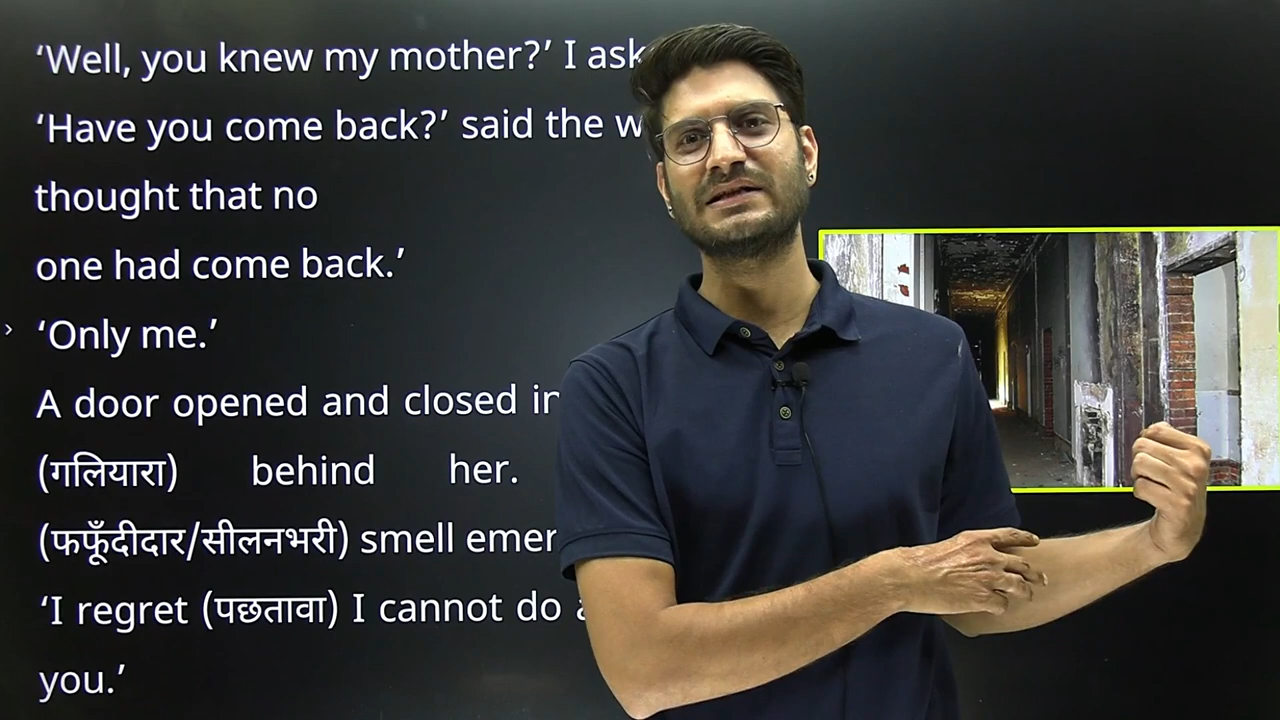 ‘Well, you knew my mother?’ I ask
‘Have you come back?’ said the w
thought that no
one had come back.’
‘Only me.’
A door opened and closed in
(गलियारा) behind her.
(फफूँदीदार/सीलनभरी) smell emer
‘I regret (पछतावा) I cannot do a
you.’